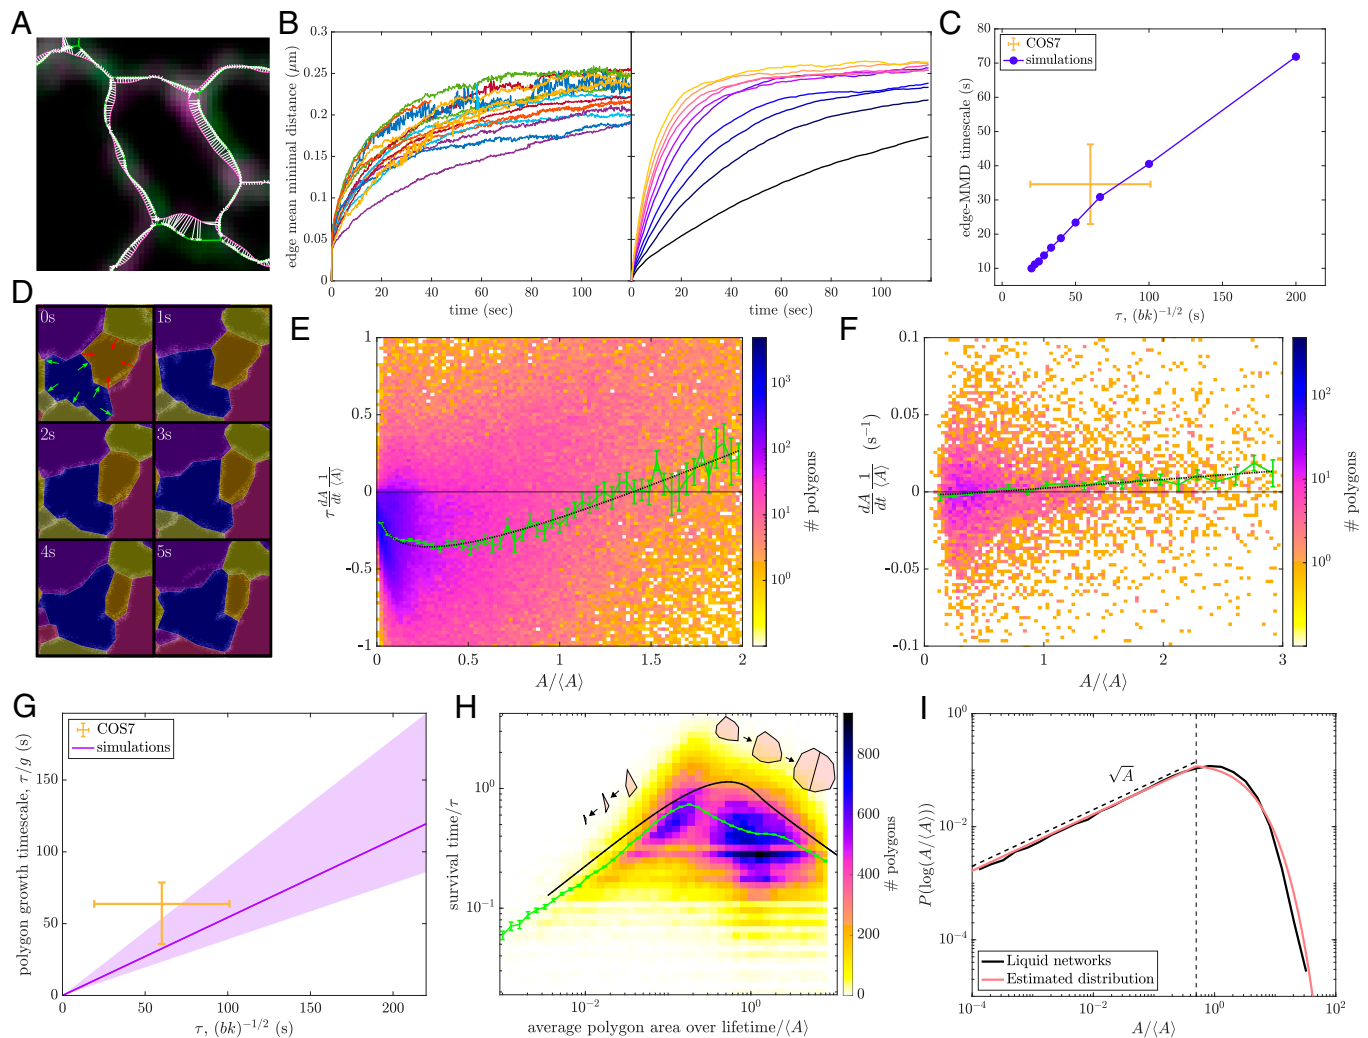 A
B
edge mean minimal distance (μm)
0.3
0.25
0.2
0.15
0.1
0.05
0
0 20 40 60 80 100
time (sec)
0 20 40 60 80 100
time (sec)
C
edge-MMD timescale (s)
80
70
60
50
40
30
20
10
COS7
simulations
0 50 100 150 200
τ, (bk)^{-1/2} (s)
D
0s 1s
2s 3s
4s 5s
E
τ dA/dt 1/⟨A⟩
1
0.5
0
-0.5
-1
0 0.5 1 1.5 2
A/⟨A⟩
10^3
10^2
10^1
10^0
# polygons
F
dA/dt 1/⟨A⟩ (s^{-1})
0.1
0.05
0
-0.05
-0.1
0 1 2 3
A/⟨A⟩
10^2
10^1
10^0
# polygons
G
polygon growth timescale, τ/g (s)
150
100
50
0
COS7
simulations
0 50 100 150 200
τ, (bk)^{-1/2} (s)
H
survival time/τ
10^0
10^{-1}
10^{-2} 10^0
average polygon area over lifetime/⟨A⟩
800
600
400
200
0
# polygons
I
P(log(A/⟨A⟩))
10^0
10^{-2}
10^{-4}
√A
Liquid networks
Estimated distribution
10^{-4} 10^{-2} 10^0 10^2
A/⟨A⟩